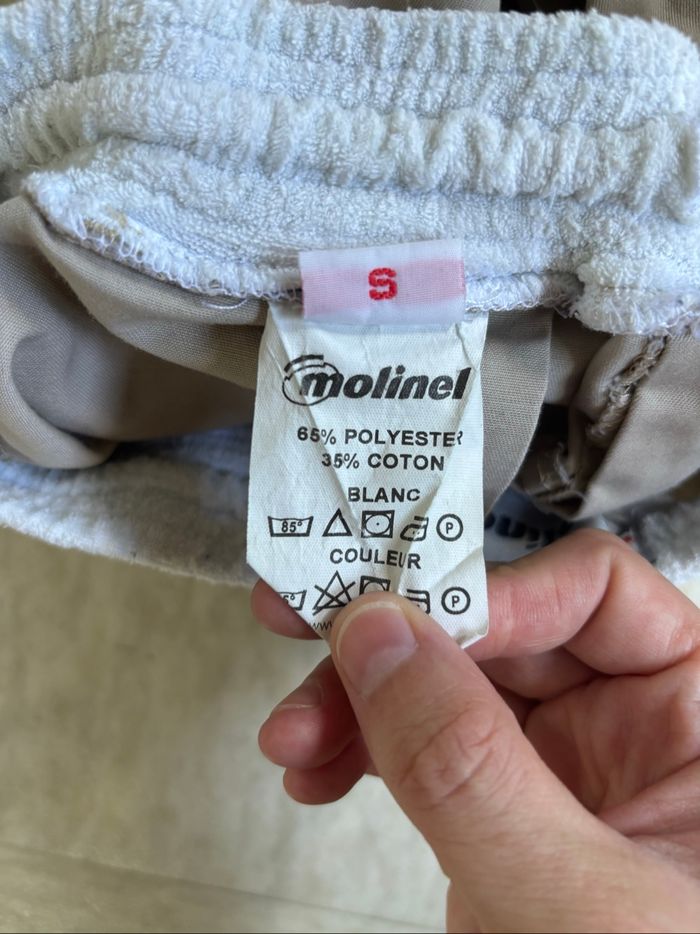 S
molinel
65% POLYESTER
35% COTON
BLANC
85°
P
COULEUR
P